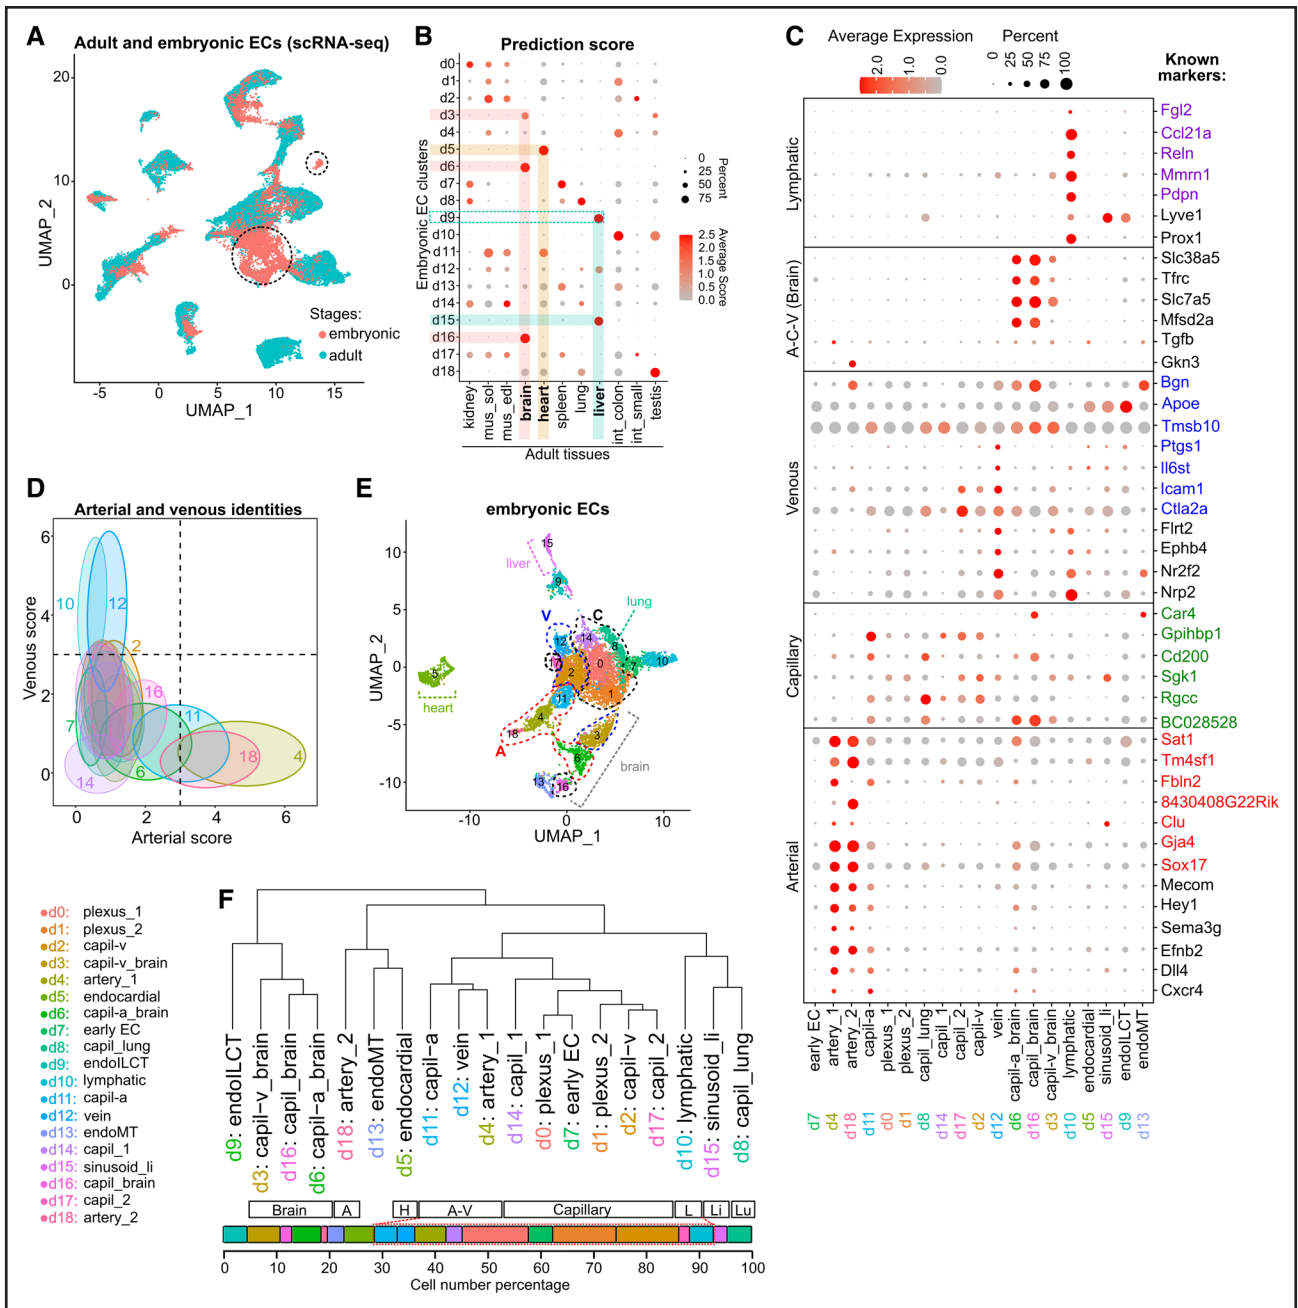 A
Adult and embryonic ECs (scRNA-seq)
UMAP_2
20
10
0
-5
0
5
10
15
UMAP_1
Stages:
embryonic
adult
B
Prediction score
Embryonic EC clusters
d0
d1
d2
d3
d4
d5
d6
d7
d8
d9
d10
d11
d12
d13
d14
d15
d16
d17
d18
kidney
mus_sol
mus_edl
brain
heart
spleen
lung
liver
int_colon
int_small
testis
Adult tissues
Percent
0
25
50
75
Average Score
2.5
2.0
1.5
1.0
0.5
0.0
C
Average Expression
2.0
1.0
0.0
Percent
0
25
50
75
100
Known
markers:
Lymphatic
Fgl2
Ccl21a
Reln
Mmrn1
Pdpn
Lyve1
Prox1
A-C-V (Brain)
Slc38a5
Tfrc
Slc7a5
Mfsd2a
Tgfb
Gkn3
Venous
Bgn
Apoe
Tmsb10
Ptgs1
Il6st
Icam1
Ctla2a
Flrt2
Ephb4
Nr2f2
Nrp2
Capillary
Car4
Gpihbp1
Cd200
Sgk1
Rgcc
BC028528
Arterial
Sat1
Tm4sf1
Fbln2
8430408G22Rik
Clu
Gja4
Sox17
Mecom
Hey1
Sema3g
Efnb2
Dll4
Cxcr4
early EC
artery_1
artery_2
capil-a
plexus_1
plexus_2
capil_lung
capil_1
capil_2
capil-v
vein
capil-a_brain
capil_brain
capil-v_brain
lymphatic
endocardial
sinusoid_li
endolLCT
endoMT
d7
d4
d18
d11
d0
d1
d8
d14
d17
d2
d12
d6
d16
d3
d10
d5
d15
d9
d13
D
Arterial and venous identities
Venous score
6
4
2
0
10
12
2
16
7
11
18
4
6
14
0
2
4
6
Arterial score
E
embryonic ECs
UMAP_2
10
5
0
-5
-10
15
liver
9
V
C
lung
12
14
8
17
0
7
10
5
2
heart
11
1
4
18
A
3
6
brain
13
16
-10
0
10
UMAP_1
d0: plexus_1
d1: plexus_2
d2: capil-v
d3: capil-v_brain
d4: artery_1
d5: endocardial
d6: capil-a_brain
d7: early EC
d8: capil_lung
d9: endolLCT
d10: lymphatic
d11: capil-a
d12: vein
d13: endoMT
d14: capil_1
d15: sinusoid_li
d16: capil_brain
d17: capil_2
d18: artery_2
F
d9: endolLCT
d3: capil−v_brain
d16: capil_brain
d6: capil−a_brain
d18: artery_2
d13: endoMT
d5: endocardial
d11: capil−a
d12: vein
d4: artery_1
d14: capil_1
d0: plexus_1
d7: early EC
d1: plexus_2
d2: capil−v
d17: capil_2
d10: lymphatic
d15: sinusoid_li
d8: capil_lung
Brain
A
H
A-V
Capillary
L
Li
Lu
0
10
20
30
40
50
60
70
80
90
100
Cell number percentage